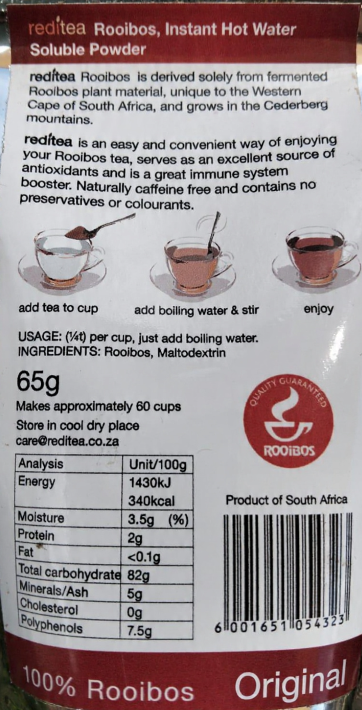 reditea Rooibos, Instant Hot Water
Soluble Powder
reditea Rooibos is derived solely from fermented
Rooibos plant material, unique to the Western
Cape of South Africa, and grows in the Cederberg
mountains.
reditea is an easy and convenient way of enjoying
your Rooibos tea, serves as an excellent source of
antioxidants and is a great immune system
booster. Naturally caffeine free and contains no
preservatives or colourants.
add tea to cup add boiling water & stir enjoy
USAGE: (¼t) per cup, just add boiling water.
INGREDIENTS: Rooibos, Maltodextrin
65g
Makes approximately 60 cups
Store in cool dry place
care@reditea.co.za
QUALITY GUARANTEED
ROOIBOS
Analysis Unit/100g
Energy 1430kJ
340kcal
Moisture 3.5g (%)
Protein 2g
Fat <0.1g
Total carbohydrate 82g
Minerals/Ash 5g
Cholesterol 0g
Polyphenols 7.5g
Product of South Africa
6 001651 054323
100% Rooibos Original